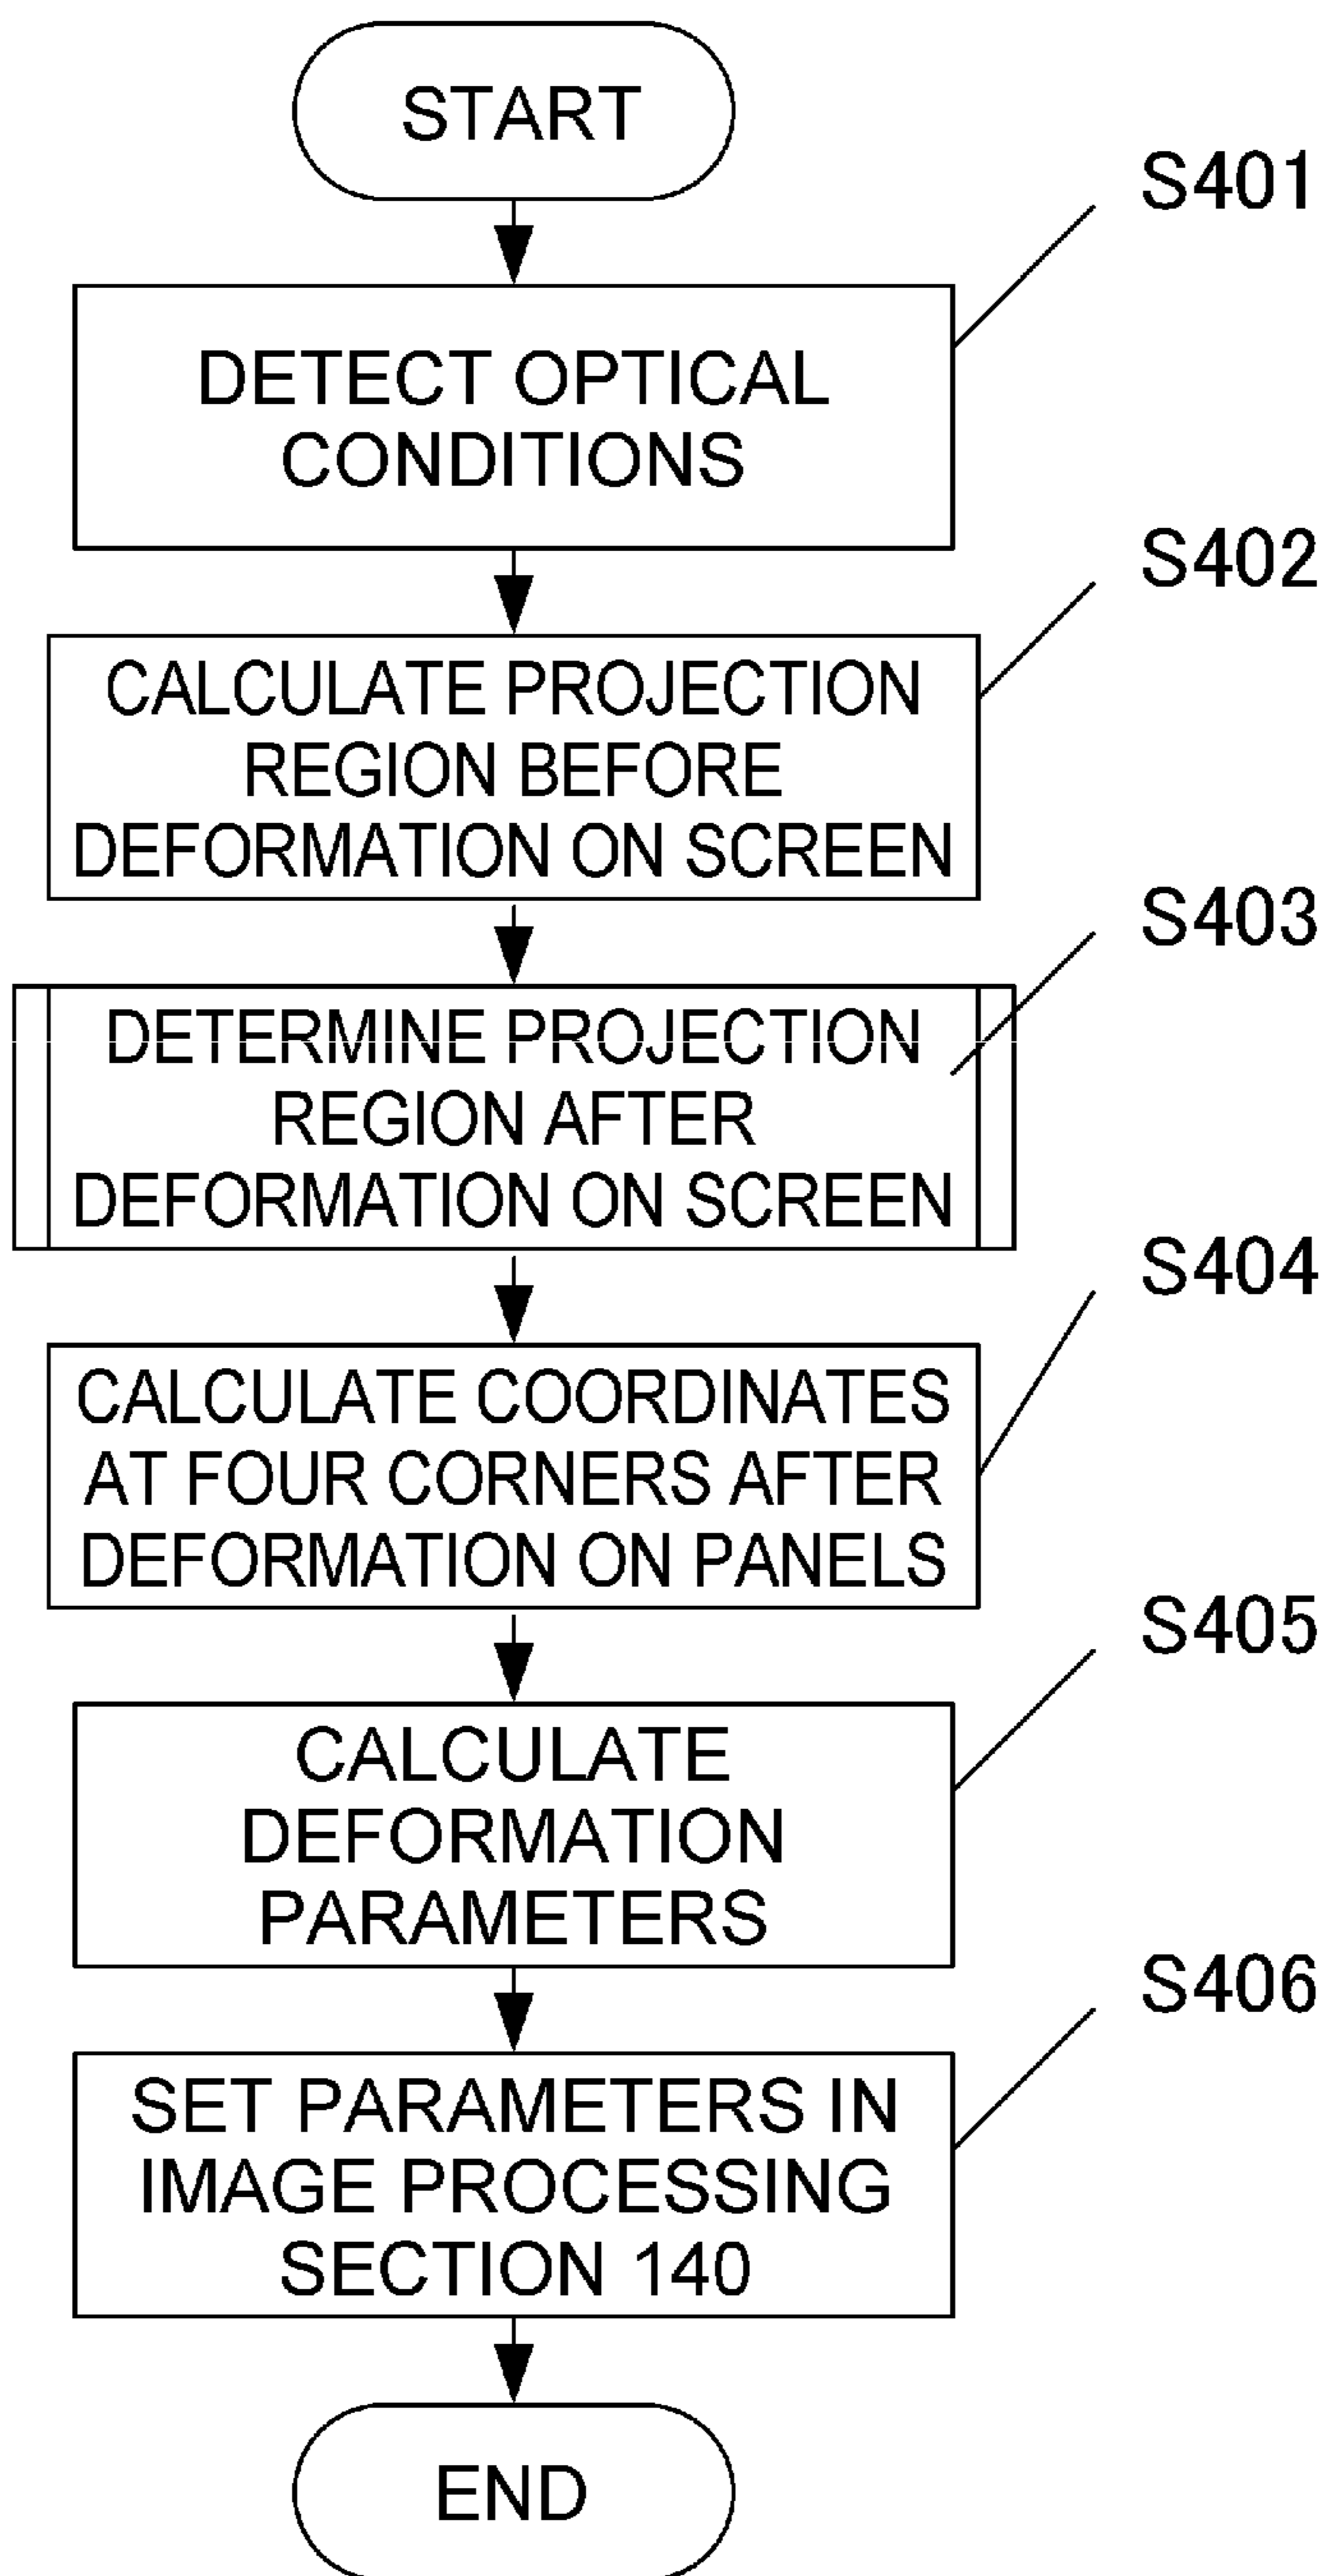 START
S401
DETECT OPTICAL
CONDITIONS
S402
CALCULATE PROJECTION
REGION BEFORE
DEFORMATION ON SCREEN
S403
DETERMINE PROJECTION
REGION AFTER
DEFORMATION ON SCREEN
S404
CALCULATE COORDINATES
AT FOUR CORNERS AFTER
DEFORMATION ON PANELS
S405
CALCULATE
DEFORMATION
PARAMETERS
S406
SET PARAMETERS IN
IMAGE PROCESSING
SECTION 140
END